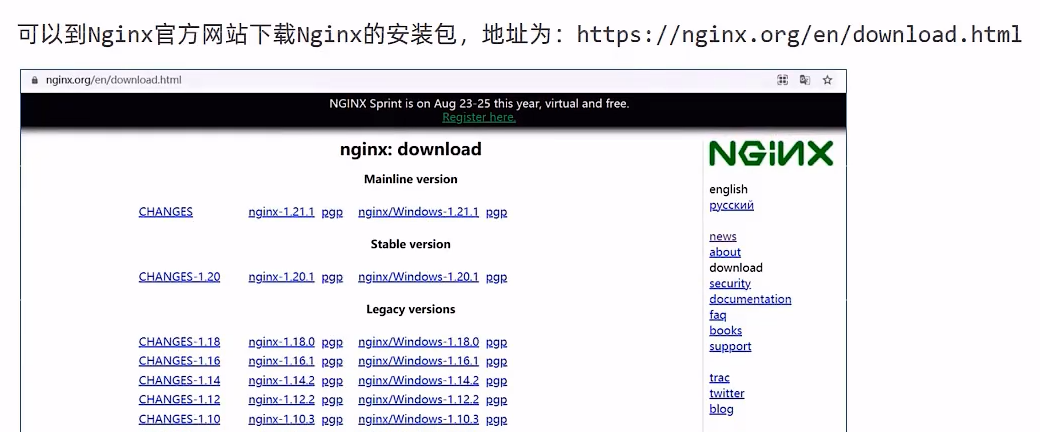 可以到Nginx官方网站下载Nginx的安装包，地址为：https://nginx.org/en/download.html
nginx.org/en/download.html
NGINX Sprint is on Aug 23-25 this year, virtual and free.
Register here.
NGINX
nginx: download
Mainline version
CHANGES nginx-1.21.1 pgp nginx/Windows-1.21.1 pgp
Stable version
CHANGES-1.20 nginx-1.20.1 pgp nginx/Windows-1.20.1 pgp
Legacy versions
CHANGES-1.18 nginx-1.18.0 pgp nginx/Windows-1.18.0 pgp
CHANGES-1.16 nginx-1.16.1 pgp nginx/Windows-1.16.1 pgp
CHANGES-1.14 nginx-1.14.2 pgp nginx/Windows-1.14.2 pgp
CHANGES-1.12 nginx-1.12.2 pgp nginx/Windows-1.12.2 pgp
CHANGES-1.10 nginx-1.10.3 pgp nginx/Windows-1.10.3 pgp
english
русский
news
about
download
security
documentation
faq
books
support
trac
twitter
blog